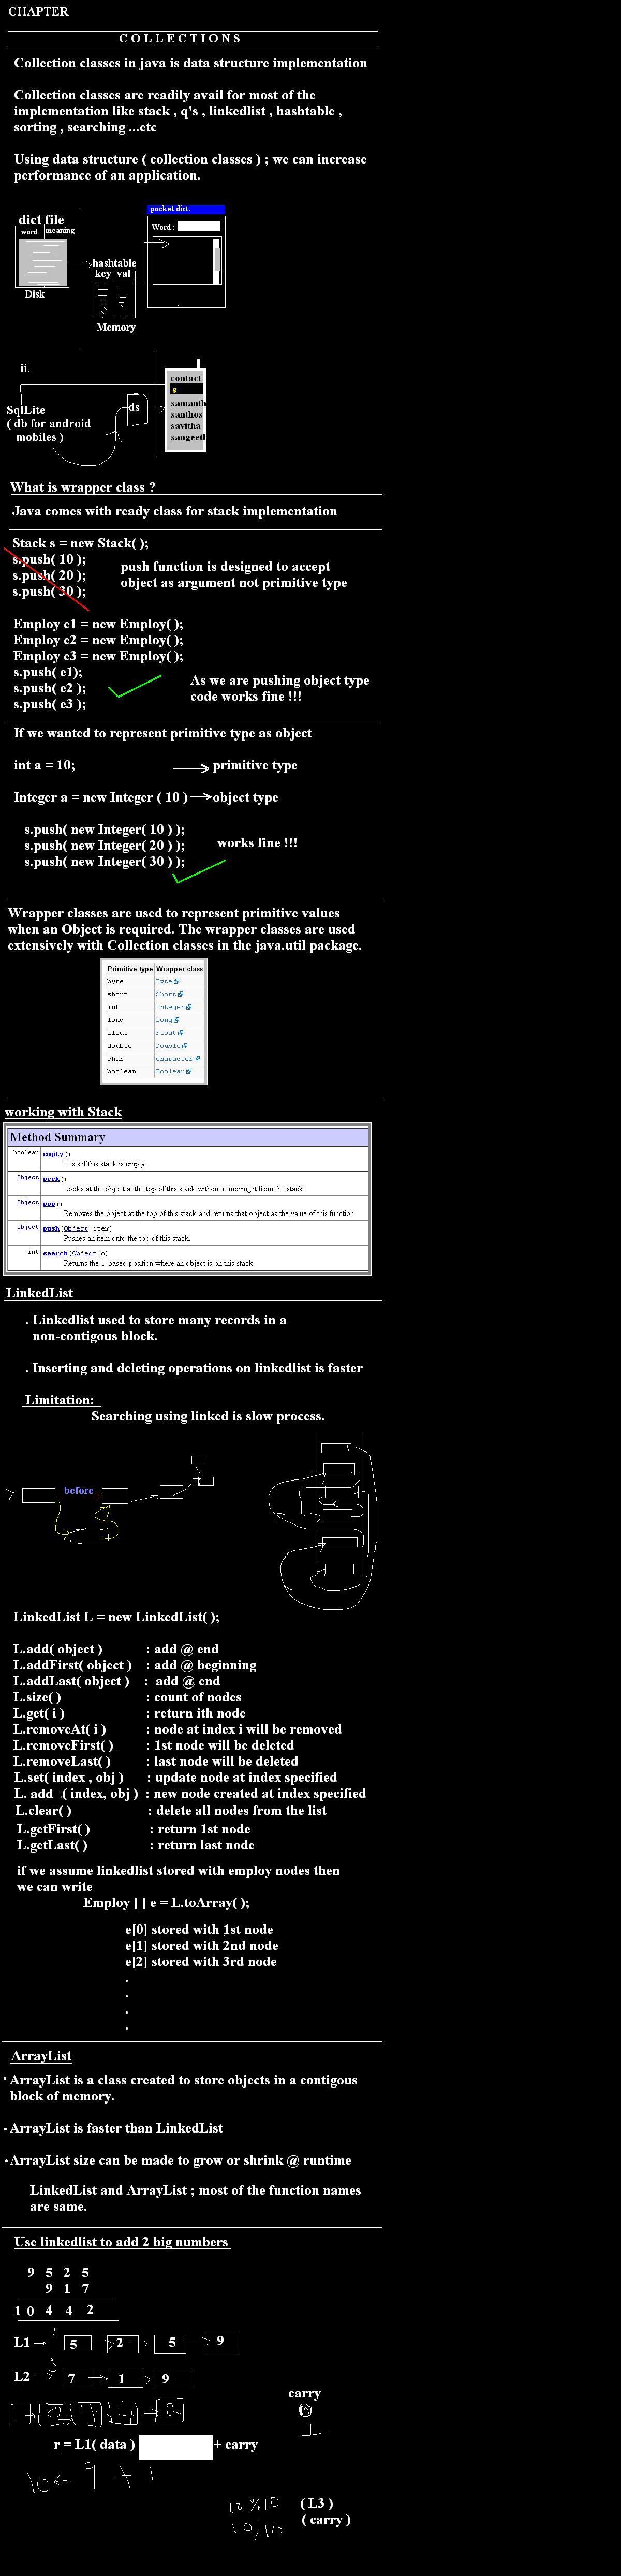 CHAPTER
C O L L E C T I O N S
Collection classes in java is data structure implementation
Collection classes are readily avail for most of the
implementation like stack , q's , linkedlist , hashtable ,
sorting , searching ...etc
Using data structure ( collection classes ) ; we can increase
performance of an application.
dict file
word meaning
Disk
hashtable
key val
Memory
pocket dict.
Word :
ii.
SqlLite
( db for android
mobiles )
ds
contact
s
samanth
santhos
savitha
sangeeth
What is wrapper class ?
Java comes with ready class for stack implementation
Stack s = new Stack( );
s.push( 10 );
s.push( 20 );
s.push( 30 );
push function is designed to accept
object as argument not primitive type
Employ e1 = new Employ( );
Employ e2 = new Employ( );
Employ e3 = new Employ( );
s.push( e1);
s.push( e2 );
s.push( e3 );
As we are pushing object type
code works fine !!!
If we wanted to represent primitive type as object
int a = 10; primitive type
Integer a = new Integer ( 10 ) object type
s.push( new Integer( 10 ) );
s.push( new Integer( 20 ) );
s.push( new Integer( 30 ) );
works fine !!!
Wrapper classes are used to represent primitive values
when an Object is required. The wrapper classes are used
extensively with Collection classes in the java.util package.
Primitive type Wrapper class
byte Byte
short Short
int Integer
long Long
float Float
double Double
char Character
boolean Boolean
working with Stack
Method Summary
boolean empty()
Tests if this stack is empty.
Object peek()
Looks at the object at the top of this stack without removing it from the stack.
Object pop()
Removes the object at the top of this stack and returns that object as the value of this function.
Object push(Object item)
Pushes an item onto the top of this stack.
int search(Object o)
Returns the 1-based position where an object is on this stack.
LinkedList
. Linkedlist used to store many records in a
non-contigous block.
. Inserting and deleting operations on linkedlist is faster
Limitation:
Searching using linked is slow process.
before
LinkedList L = new LinkedList( );
L.add( object ) : add @ end
L.addFirst( object ) : add @ beginning
L.addLast( object ) : add @ end
L.size( ) : count of nodes
L.get( i ) : return ith node
L.removeAt( i ) : node at index i will be removed
L.removeFirst( ) : 1st node will be deleted
L.removeLast( ) : last node will be deleted
L.set( index , obj ) : update node at index specified
L. add ( index, obj ) : new node created at index specified
L.clear( ) : delete all nodes from the list
L.getFirst( ) : return 1st node
L.getLast( ) : return last node
if we assume linkedlist stored with employ nodes then
we can write
Employ [ ] e = L.toArray( );
e[0] stored with 1st node
e[1] stored with 2nd node
e[2] stored with 3rd node
.
.
.
.
ArrayList
. ArrayList is a class created to store objects in a contigous
block of memory.
. ArrayList is faster than LinkedList
. ArrayList size can be made to grow or shrink @ runtime
LinkedList and ArrayList ; most of the function names
are same.
Use linkedlist to add 2 big numbers
9 5 2 5
9 1 7
1 0 4 4 2
i
L1 5 2 5 9
j
L2 7 1 9
carry
1 0 4 4 2
r = L1( data ) + carry
10 ← 9 + 1
10 % 10 ( L3 )
10 / 10 ( carry )